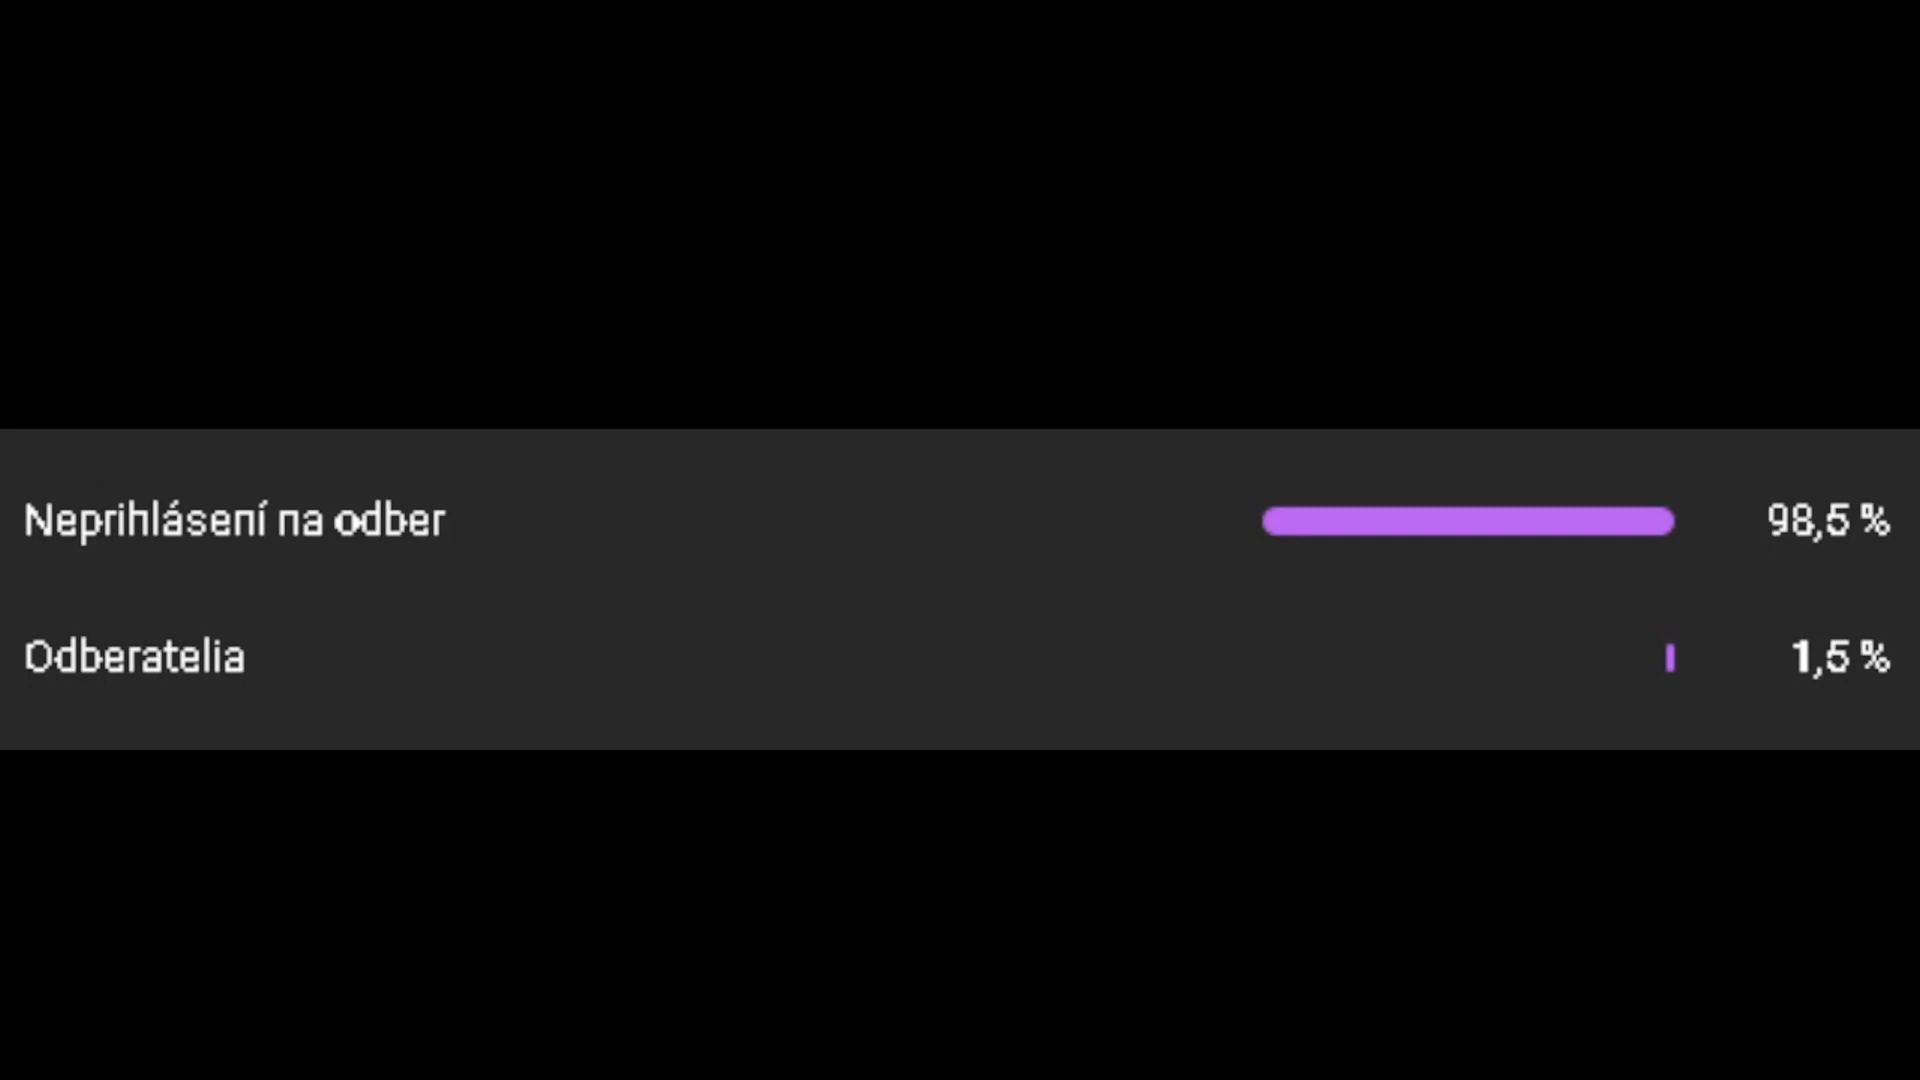 Neprihlásení na odber 98,5 %
Odberatelia 1,5 %